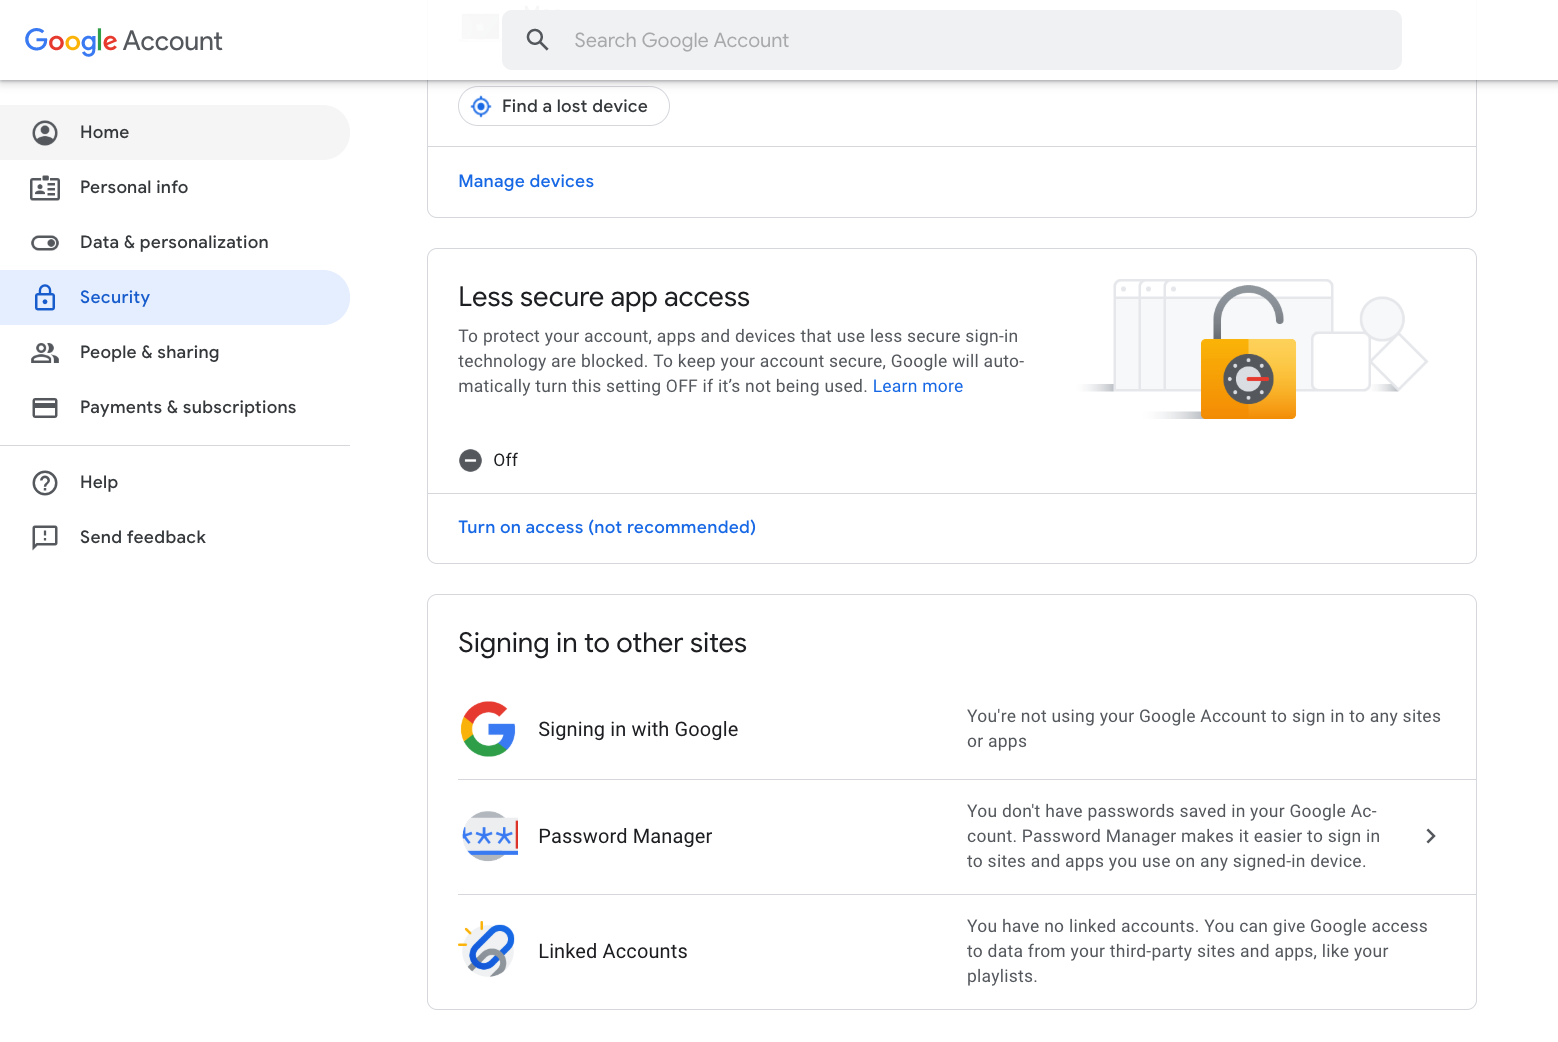 Google Account
Search Google Account
Home
Personal info
Data & personalization
Security
People & sharing
Payments & subscriptions
Help
Send feedback
Find a lost device
Manage devices
Less secure app access
To protect your account, apps and devices that use less secure sign-in
technology are blocked. To keep your account secure, Google will auto-
matically turn this setting OFF if it’s not being used. Learn more
Off
Turn on access (not recommended)
Signing in to other sites
Signing in with Google
You're not using your Google Account to sign in to any sites
or apps
Password Manager
You don't have passwords saved in your Google Ac-
count. Password Manager makes it easier to sign in
to sites and apps you use on any signed-in device.
Linked Accounts
You have no linked accounts. You can give Google access
to data from your third-party sites and apps, like your
playlists.